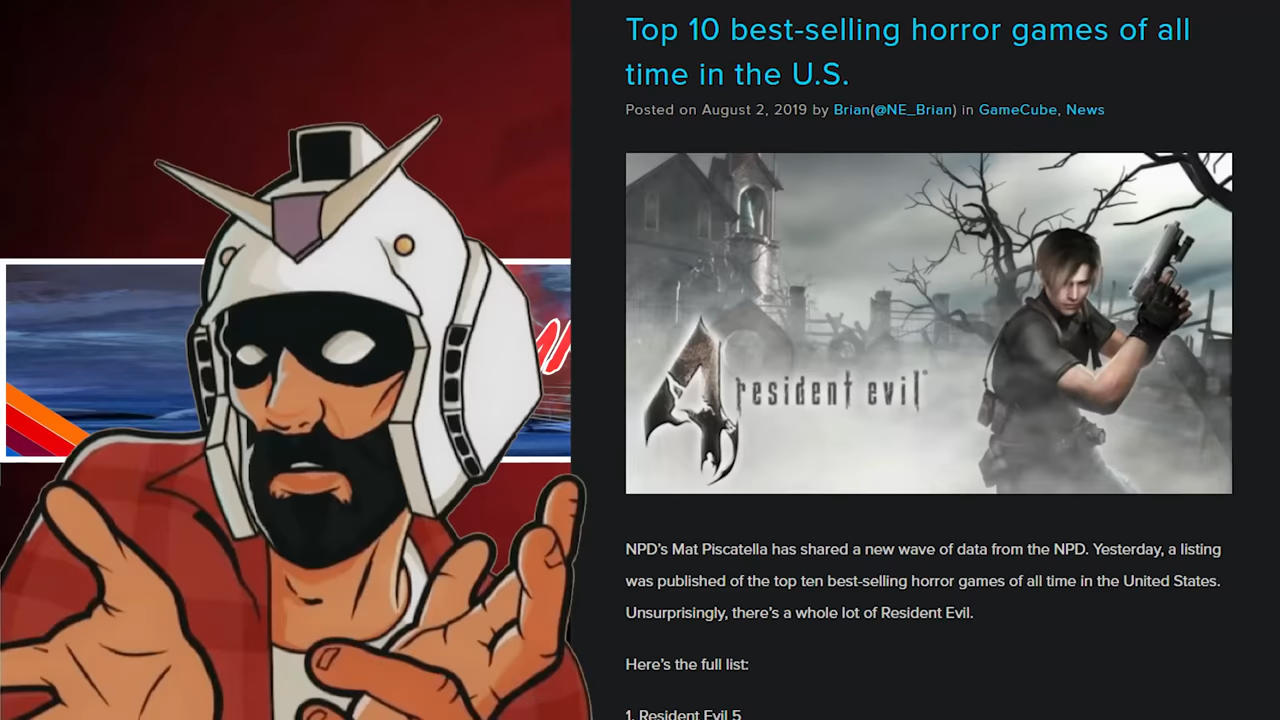 Top 10 best-selling horror games of all
time in the U.S.
Posted on August 2, 2019 by Brian(@NE_Brian) in GameCube, News
4 resident evil
NPD’s Mat Piscatella has shared a new wave of data from the NPD. Yesterday, a listing
was published of the top ten best-selling horror games of all time in the United States.
Unsurprisingly, there’s a whole lot of Resident Evil.
Here’s the full list:
1. Resident Evil 5